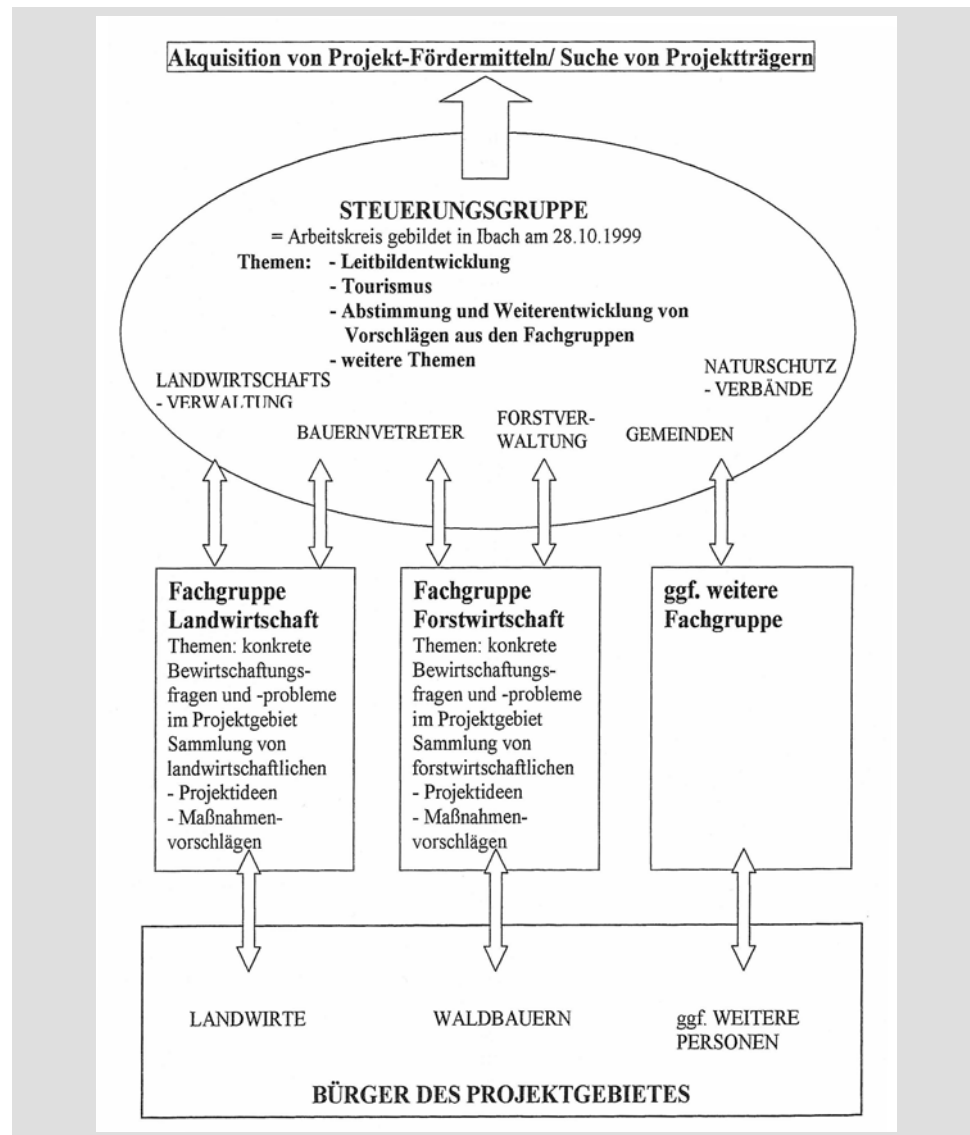 Akquisition von Projekt-Fördermitteln/ Suche von Projektträgern
STEUERUNGSGRUPPE
= Arbeitskreis gebildet in Ibach am 28.10.1999
Themen: - Leitbildentwicklung
- Tourismus
- Abstimmung und Weiterentwicklung von
Vorschlägen aus den Fachgruppen
- weitere Themen
LANDWIRTSCHAFTS
- VERWALTUNG
BAUERNVETRETER
FORSTVER-
WALTUNG
GEMEINDEN
NATURSCHUTZ
- VERBÄNDE
Fachgruppe
Landwirtschaft
Themen: konkrete
Bewirtschaftungs-
fragen und -probleme
im Projektgebiet
Sammlung von
landwirtschaftlichen
- Projektideen
- Maßnahmen-
vorschlägen
Fachgruppe
Forstwirtschaft
Themen: konkrete
Bewirtschaftungs-
fragen und -probleme
im Projektgebiet
Sammlung von
forstwirtschaftlichen
- Projektideen
- Maßnahmen-
vorschlägen
ggf. weitere
Fachgruppe
LANDWIRTE
WALDBAUERN
ggf. WEITERE
PERSONEN
BÜRGER DES PROJEKTGEBIETES